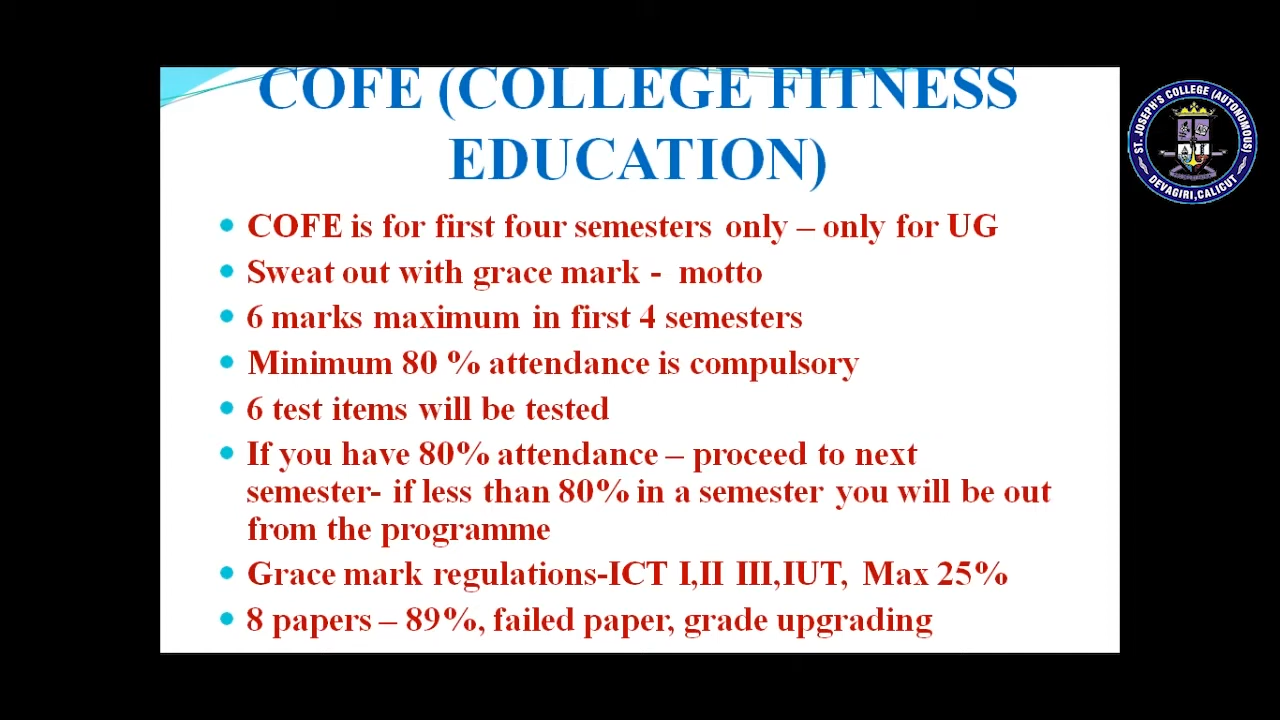 COFE (COLLEGE FITNESS
EDUCATION)
COFE is for first four semesters only – only for UG
Sweat out with grace mark - motto
6 marks maximum in first 4 semesters
Minimum 80 % attendance is compulsory
6 test items will be tested
If you have 80% attendance – proceed to next
semester- if less than 80% in a semester you will be out
from the programme
Grace mark regulations-ICT I,II III,IUT, Max 25%
8 papers – 89%, failed paper, grade upgrading
ST. JOSEPH'S COLLEGE (AUTONOMOUS)
DEVAGIRI,CALICUT